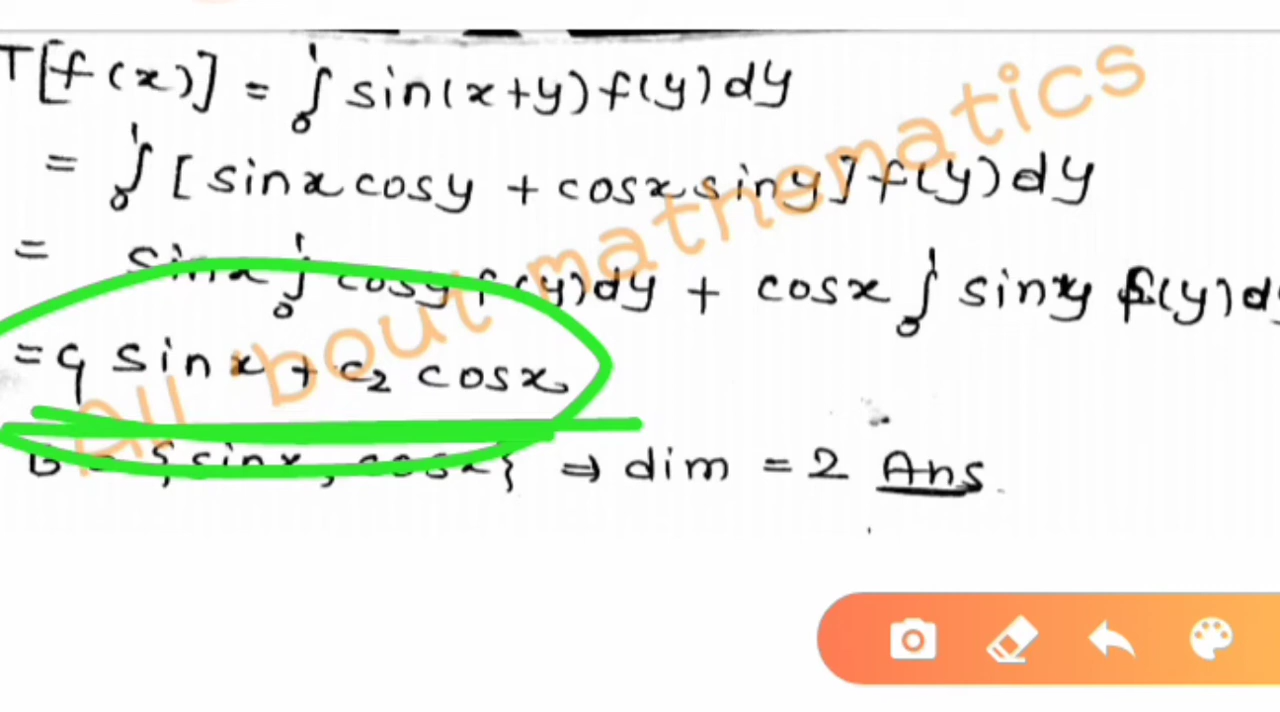 T[f(x)] = ∫₀¹ sin(x+y) f(y) dy
= ∫₀¹ [sinx cosy + cosx siny] f(y) dy
= sinx ∫₀¹ cosy f(y) dy + cosx ∫₀¹ siny f(y) dy
= c₁ sinx + c₂ cosx
B = {sinx, cosx} ⇒ dim = 2 Ans
All 'bout mathematics